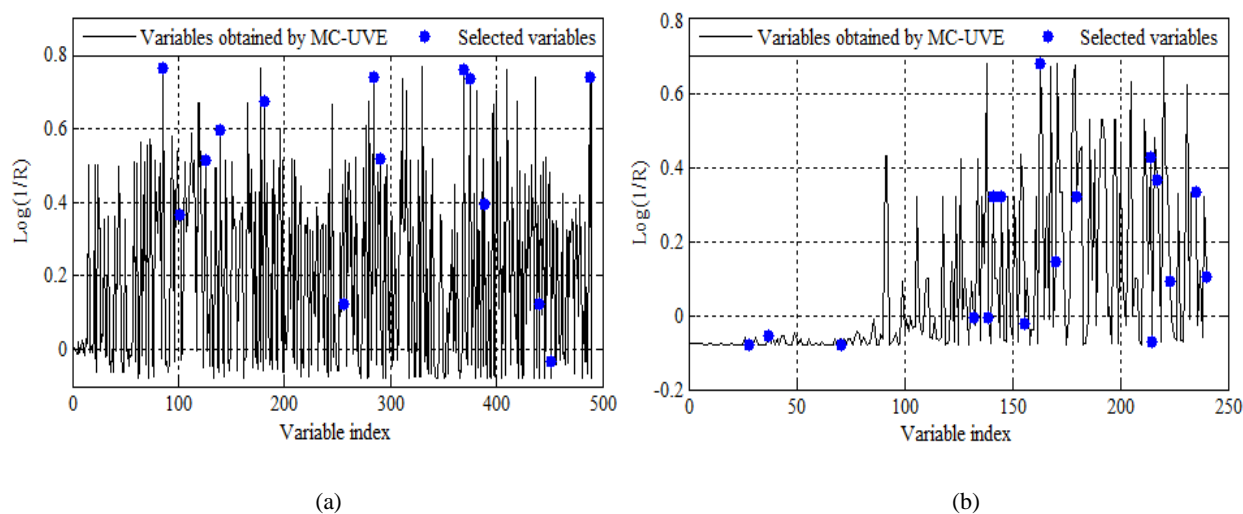 Variables obtained by MC-UVE Selected variables
0.8
0.6
0.4
0.2
0
Log(1/R)
0 100 200 300 400 500
Variable index
(a)
0.8
Variables obtained by MC-UVE Selected variables
0.6
0.4
0.2
0
-0.2
Log(1/R)
0 50 100 150 200 250
Variable index
(b)